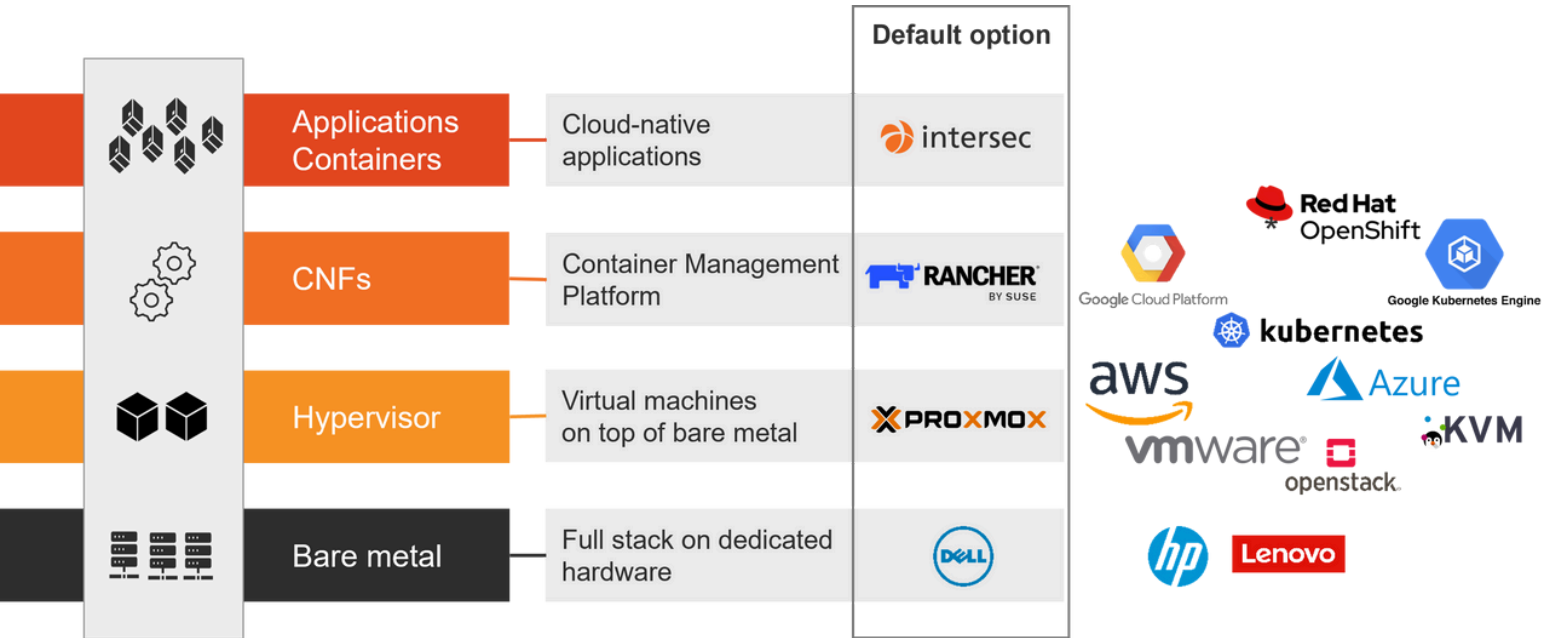 Default option
Applications
Containers
Cloud-native
applications
intersec
CNFs
Container Management
Platform
RANCHER®
BY SUSE
Hypervisor
Virtual machines
on top of bare metal
PROXMOX
Bare metal
Full stack on dedicated
hardware
DELL
Red Hat
OpenShift
Google Cloud Platform
Google Kubernetes Engine
kubernetes
aws
Azure
vmware®
KVM
openstack.
hp
Lenovo